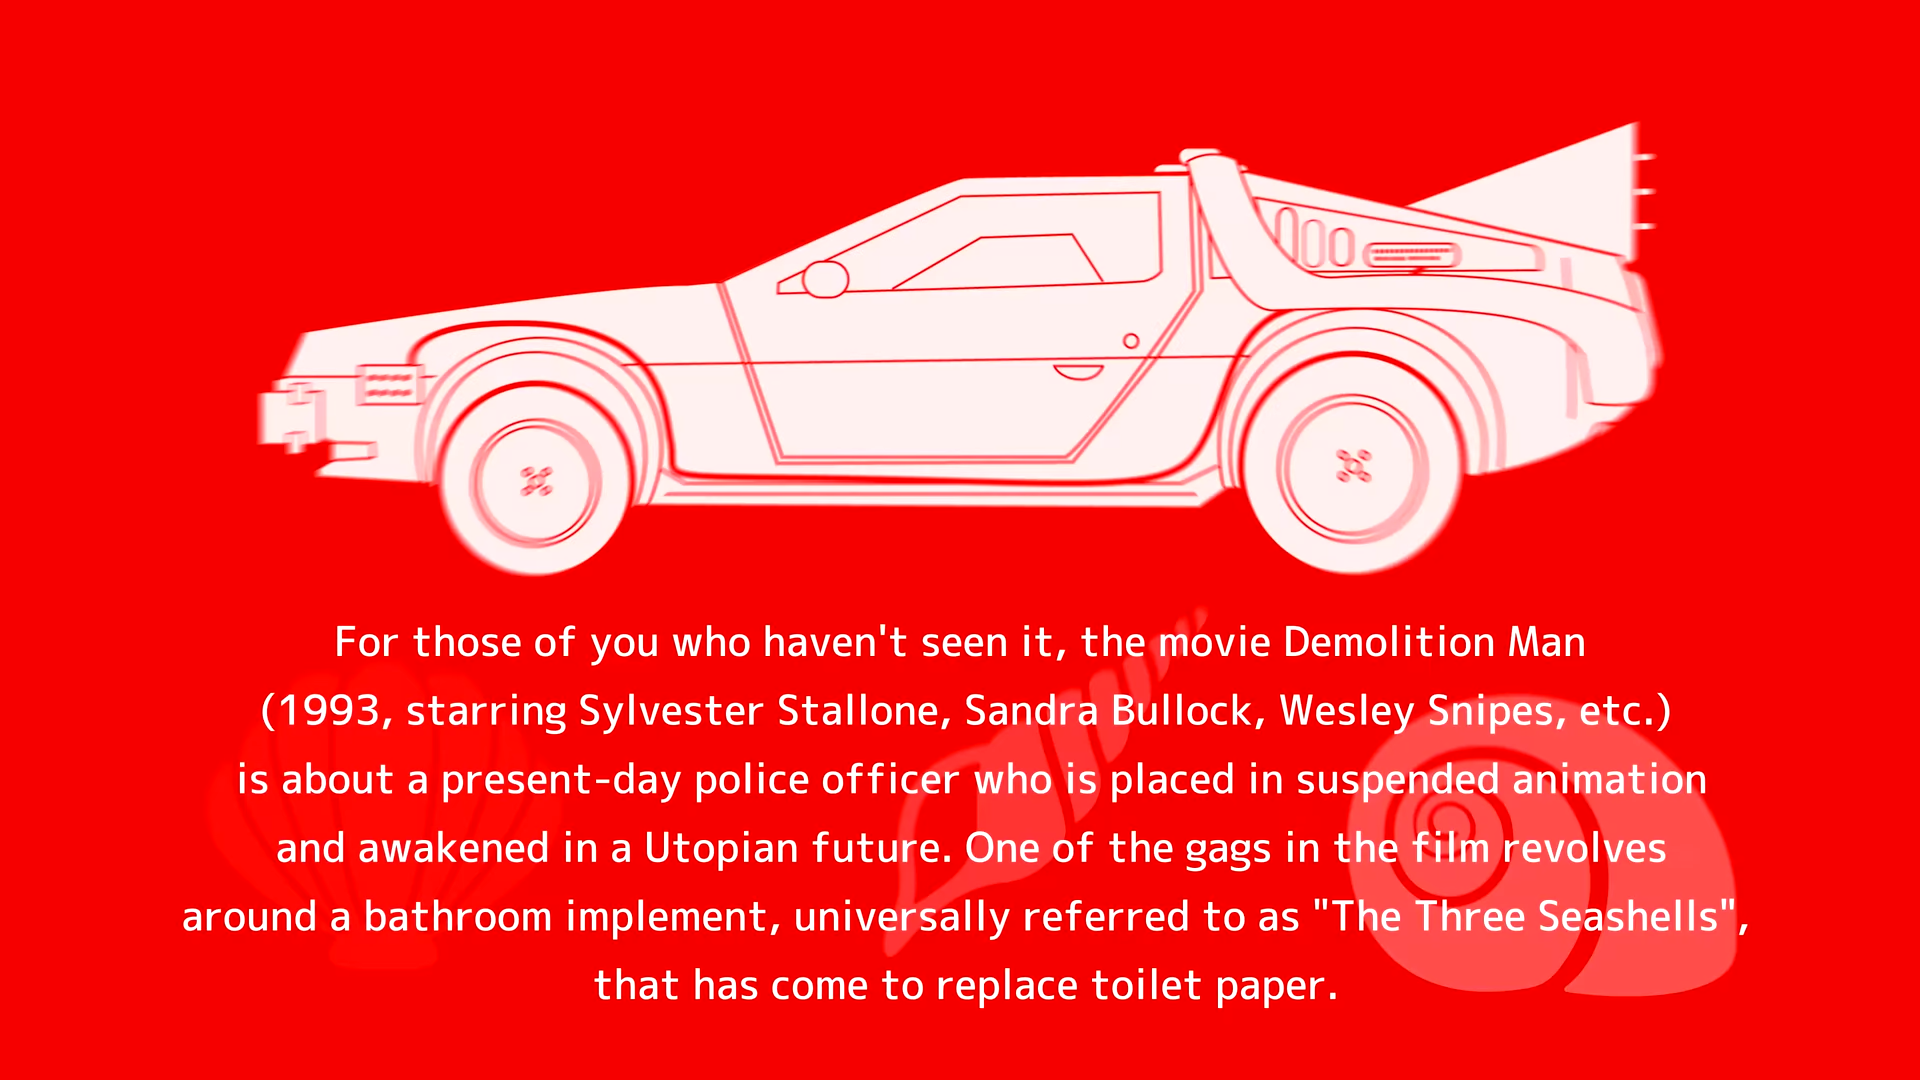 For those of you who haven't seen it, the movie Demolition Man
(1993, starring Sylvester Stallone, Sandra Bullock, Wesley Snipes, etc.)
is about a present-day police officer who is placed in suspended animation
and awakened in a Utopian future. One of the gags in the film revolves
around a bathroom implement, universally referred to as "The Three Seashells",
that has come to replace toilet paper.